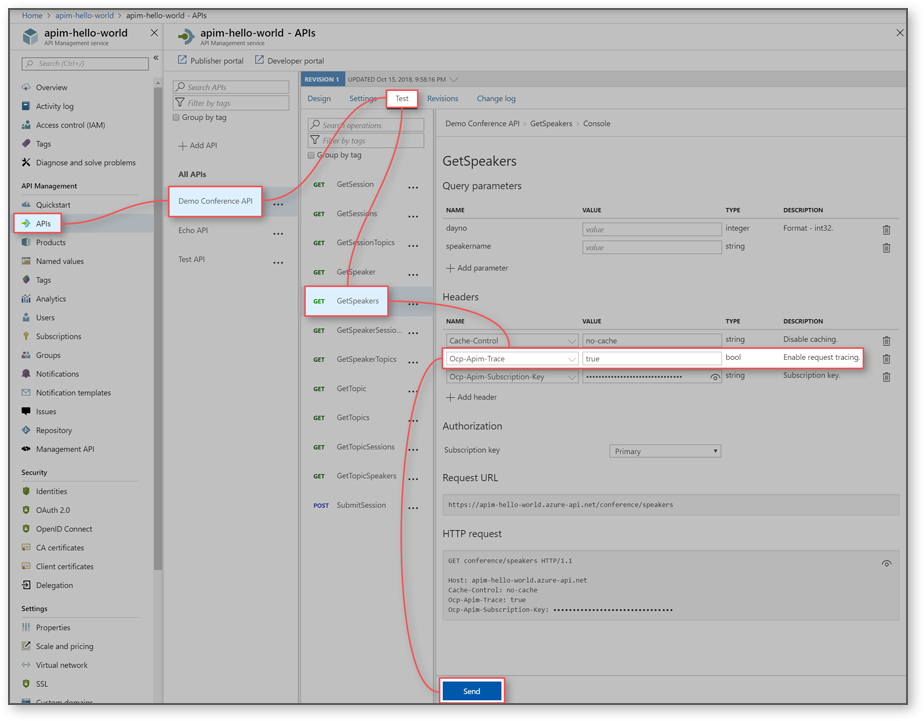 Home > apim-hello-world > apim-hello-world - APIs
apim-hello-world
API Management service
Search (Ctrl+/)
Overview
Activity log
Access control (IAM)
Tags
Diagnose and solve problems
API Management
Quickstart
APIs
Products
Named values
Tags
Analytics
Users
Subscriptions
Groups
Notifications
Notification templates
Issues
Repository
Management API
Security
Identities
OAuth 2.0
OpenID Connect
CA certificates
Client certificates
Delegation
Settings
Properties
Scale and pricing
Virtual network
SSL
Custom domains
apim-hello-world - APIs
API Management service
Publisher portal Developer portal
Search APIs
Filter by tags
Group by tag
Add API
All APIs
Demo Conference API ...
Echo API ...
Test API ...
REVISION 1 UPDATED Oct 15, 2018, 9:58:16 PM
Design Settings Test Revisions Change log
Search operations
Filter by tags
Group by tag
GET GetSession ...
GET GetSessions ...
GET GetSessionTopics ...
GET GetSpeaker ...
GET GetSpeakers ...
GET GetSpeakerSessio... ...
GET GetSpeakerTopics ...
GET GetTopic ...
GET GetTopics ...
GET GetTopicSessions ...
GET GetTopicSpeakers ...
POST SubmitSession ...
Demo Conference API > GetSpeakers > Console
GetSpeakers
Query parameters
NAME VALUE TYPE DESCRIPTION
dayno value integer Format - int32.
speakername value string
Add parameter
Headers
NAME VALUE TYPE DESCRIPTION
Cache-Control no-cache string Disable caching.
Ocp-Apim-Trace true bool Enable request tracing.
Ocp-Apim-Subscription-Key •••••••••••••••••••••••••••••••• string Subscription key.
Add header
Authorization
Subscription key Primary
Request URL
https://apim-hello-world.azure-api.net/conference/speakers
HTTP request
GET conference/speakers HTTP/1.1
Host: apim-hello-world.azure-api.net
Cache-Control: no-cache
Ocp-Apim-Trace: true
Ocp-Apim-Subscription-Key: ••••••••••••••••••••••••••••••••
Send